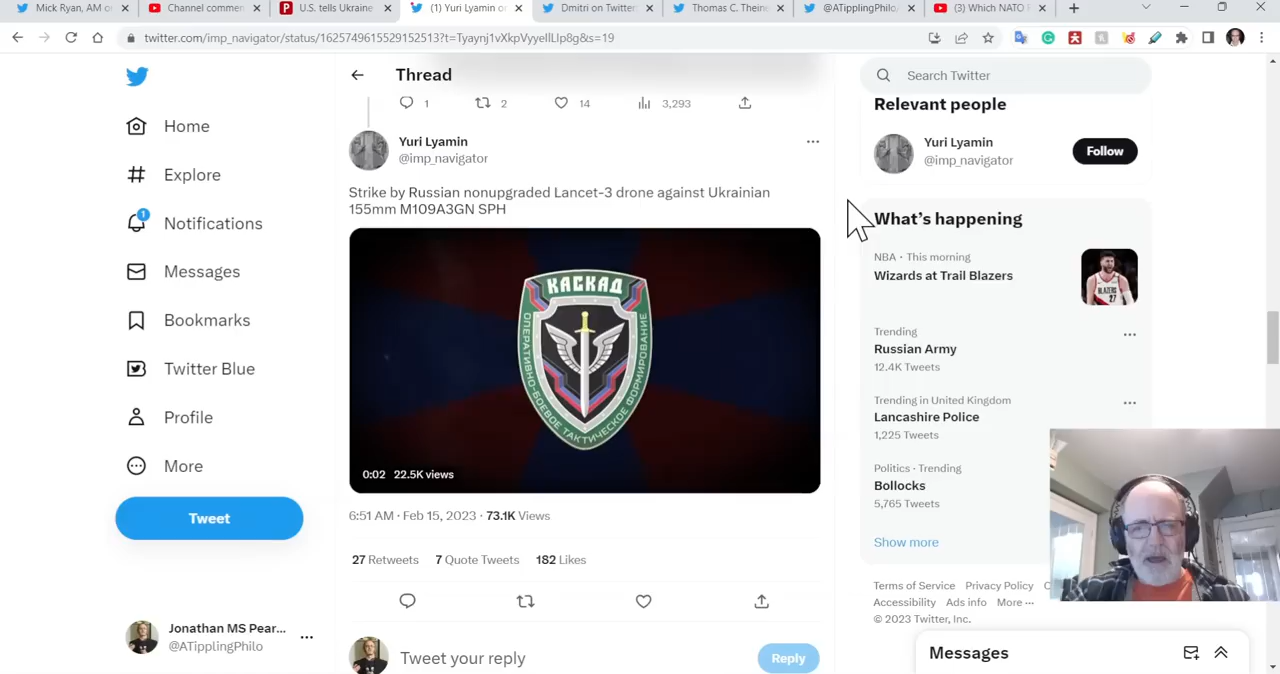 Mick Ryan, AM o
Channel commen
U.S. tells Ukraine
(1) Yuri Lyamin o
Dmitri on Twitter:
Thomas C. Theine
@ATipplingPhilo/
(3) Which NATO F
twitter.com/imp_navigator/status/1625749615529152513?t=Tyaynj1vXkpVyyeIlLlp8g&s=19
Thread
Search Twitter
1
2
14
3,293
Relevant people
Yuri Lyamin
@imp_navigator
Follow
Home
Explore
1
Notifications
Messages
Bookmarks
Twitter Blue
Profile
More
Tweet
Jonathan MS Pear...
@ATipplingPhilo
Yuri Lyamin
@imp_navigator
Strike by Russian nonupgraded Lancet-3 drone against Ukrainian
155mm M109A3GN SPH
КАСКАД
ОПЕРАТИВНО-БОЕВОЕ ТАКТИЧЕСКОЕ ФОРМИРОВАНИЕ
0:02 22.5K views
6:51 AM · Feb 15, 2023 · 73.1K Views
27 Retweets 7 Quote Tweets 182 Likes
Tweet your reply
Reply
What's happening
NBA · This morning
Wizards at Trail Blazers
Trending
Russian Army
12.4K Tweets
Trending in United Kingdom
Lancashire Police
1,225 Tweets
Politics · Trending
Bollocks
5,765 Tweets
Show more
Terms of Service Privacy Policy
Accessibility Ads info More ···
© 2023 Twitter, Inc.
Messages